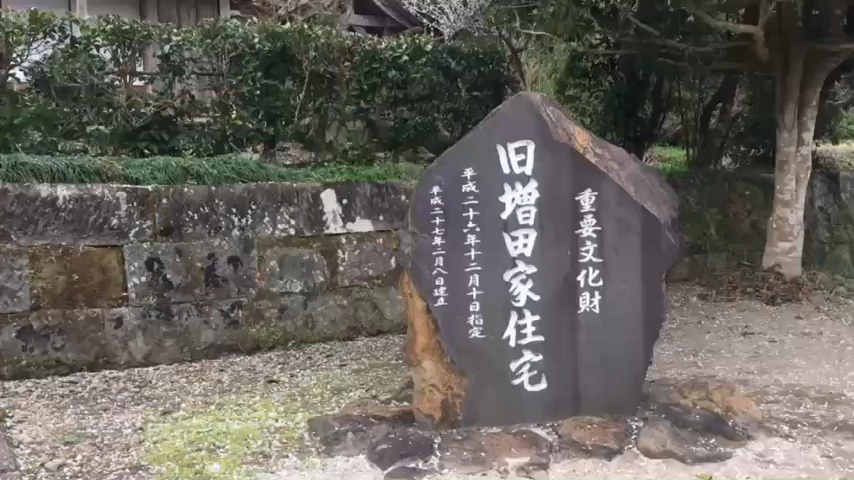 重要文化財
旧増田家住宅
平成二十六年十二月十日指定
平成二十七年二月八日建立